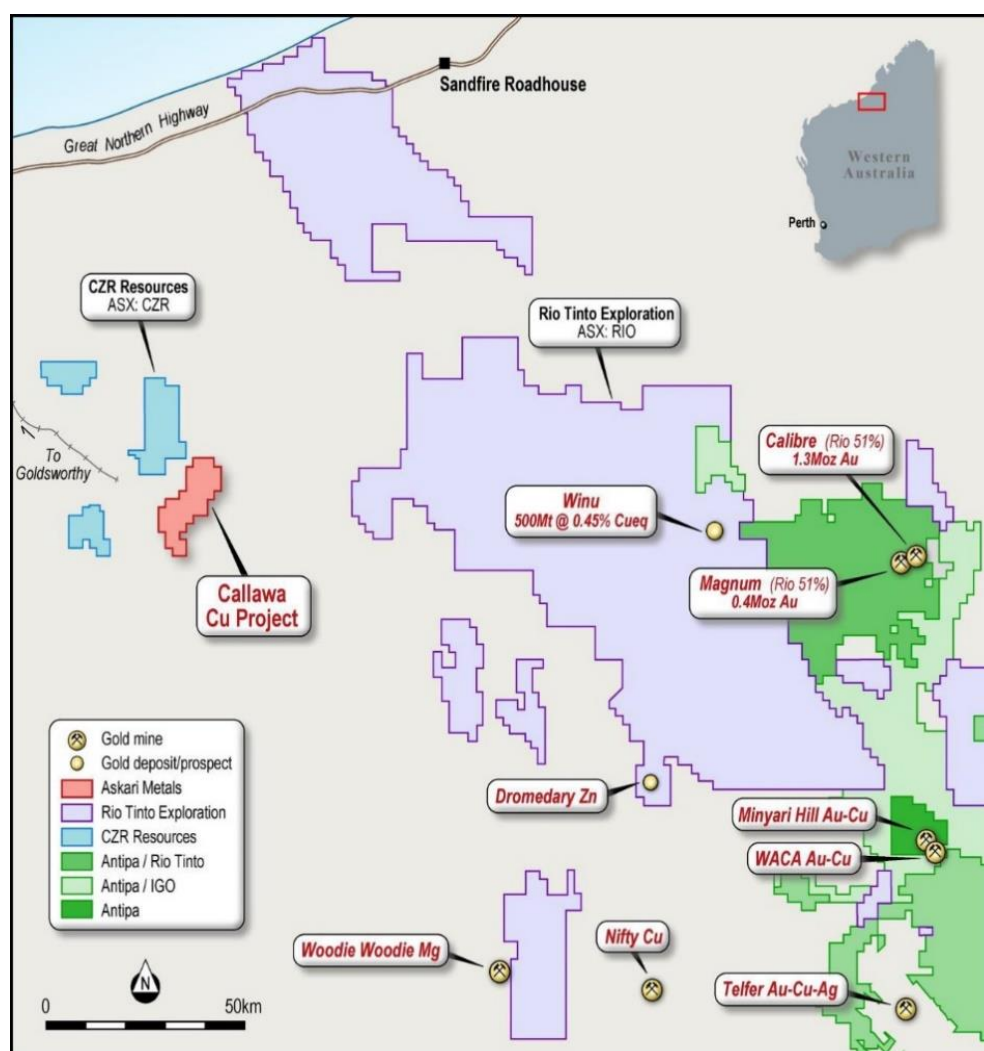 Sandfire Roadhouse
Great Northern Highway
Western
Australia
Perth
CZR Resources
ASX: CZR
Rio Tinto Exploration
ASX: RIO
To
Goldsworthy
Calibre (Rio 51%)
1.3Moz Au
Winu
500Mt @ 0.45% Cueq
Magnum (Rio 51%)
0.4Moz Au
Callawa
Cu Project
Gold mine
Gold deposit/prospect
Askari Metals
Rio Tinto Exploration
CZR Resources
Antipa / Rio Tinto
Antipa / IGO
Antipa
Dromedary Zn
Minyari Hill Au-Cu
WACA Au-Cu
Woodie Woodie Mg
Nifty Cu
Telfer Au-Cu-Ag
N
0 50km